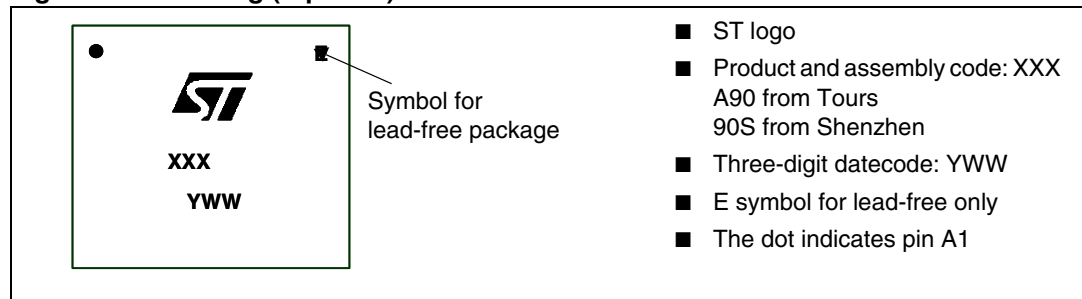 ST
XXX
YWW
Symbol for
lead-free package
■ ST logo
■ Product and assembly code: XXX
A90 from Tours
90S from Shenzhen
■ Three-digit datecode: YWW
■ E symbol for lead-free only
■ The dot indicates pin A1